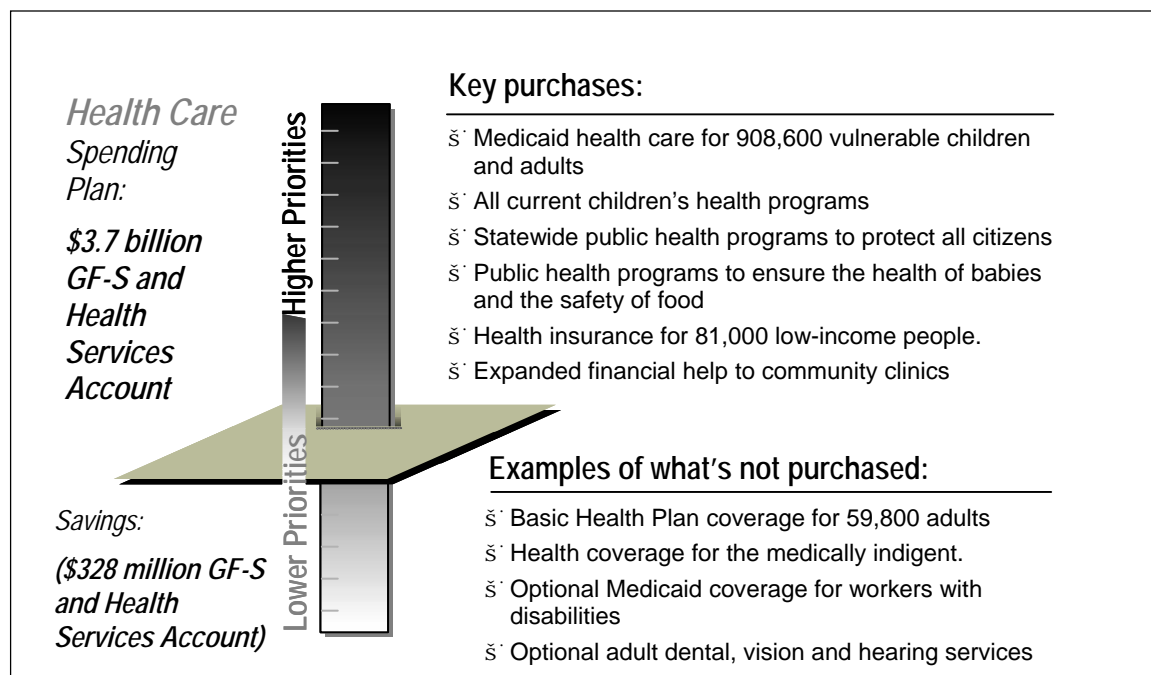 Health Care
Spending
Plan:
$3.7 billion
GF-S and
Health
Services
Account
Higher Priorities
Key purchases:
š˙ Medicaid health care for 908,600 vulnerable children
and adults
š˙ All current children's health programs
š˙ Statewide public health programs to protect all citizens
š˙ Public health programs to ensure the health of babies
and the safety of food
š˙ Health insurance for 81,000 low-income people.
š˙ Expanded financial help to community clinics
Savings:
($328 million GF-S
and Health
Services Account)
Lower Priorities
Examples of what's not purchased:
š˙ Basic Health Plan coverage for 59,800 adults
š˙ Health coverage for the medically indigent.
š˙ Optional Medicaid coverage for workers with
disabilities
š˙ Optional adult dental, vision and hearing services